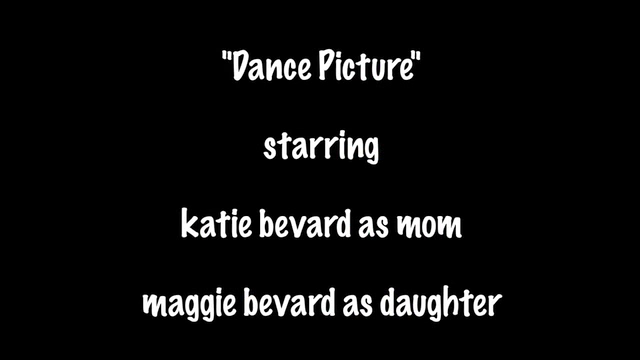 "Dance Picture"
starring
katie bevard as mom
maggie bevard as daughter